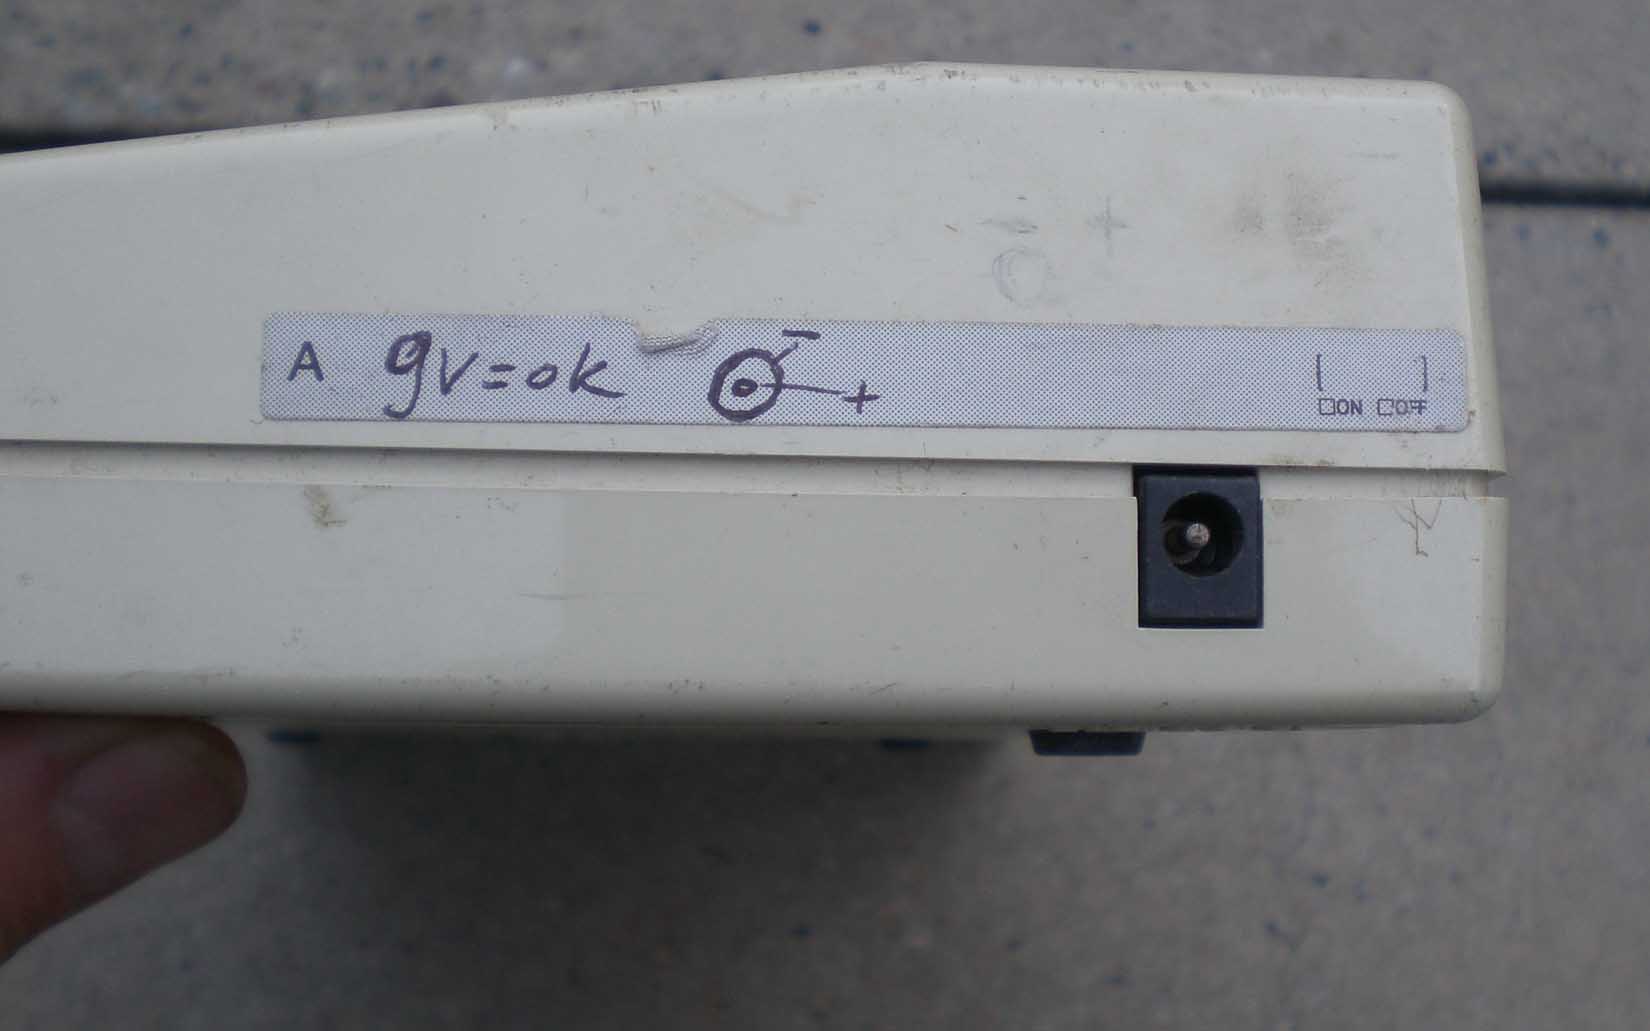 - +
A 9V=ok - +
□ON □OFF